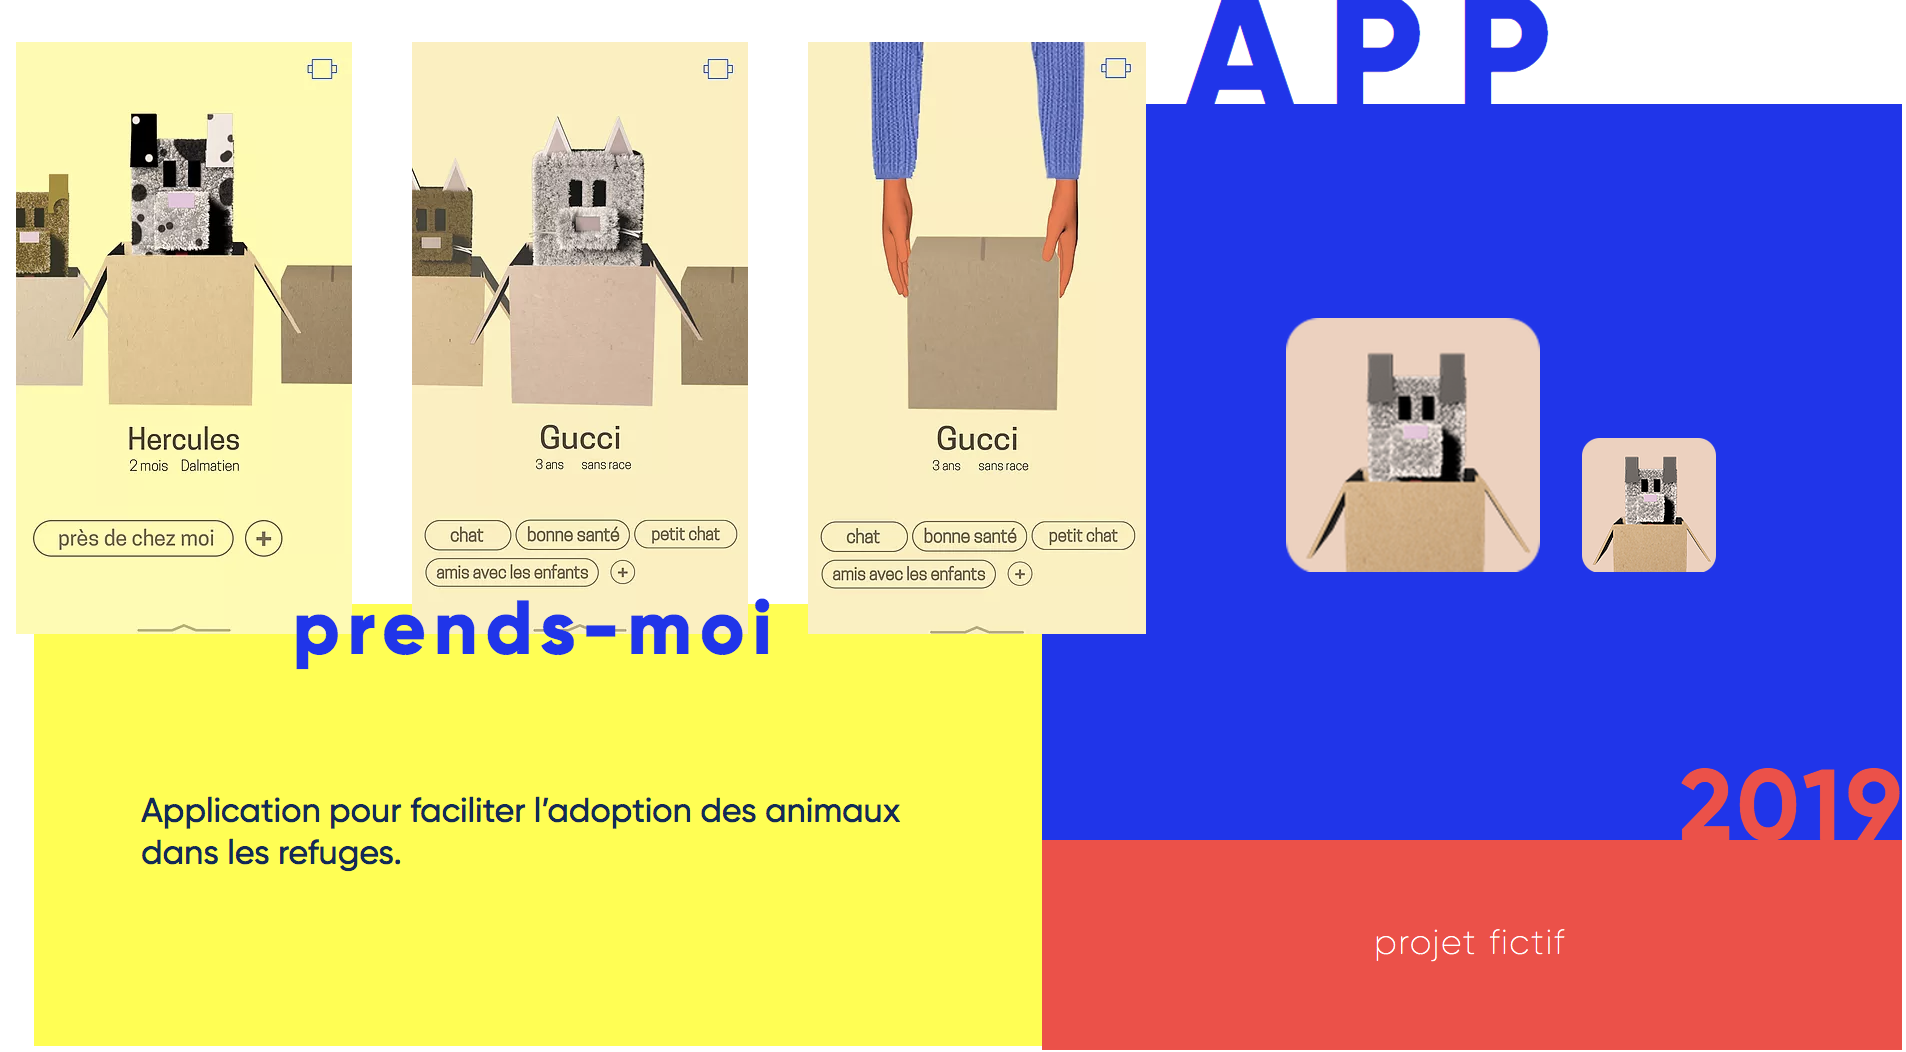 APP
Hercules
2 mois Dalmatien
près de chez moi +
Gucci
3 ans sans race
chat bonne santé petit chat
amis avec les enfants +
Gucci
3 ans sans race
chat bonne santé petit chat
amis avec les enfants +
prends-moi
Application pour faciliter l’adoption des animaux
dans les refuges.
2019
projet fictif